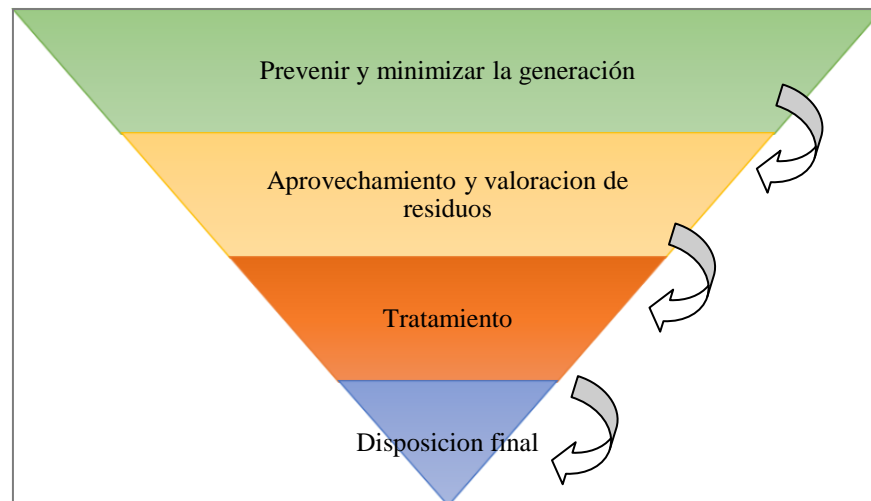 Prevenir y minimizar la generación
Aprovechamiento y valoracion de
residuos
Tratamiento
Disposicion final